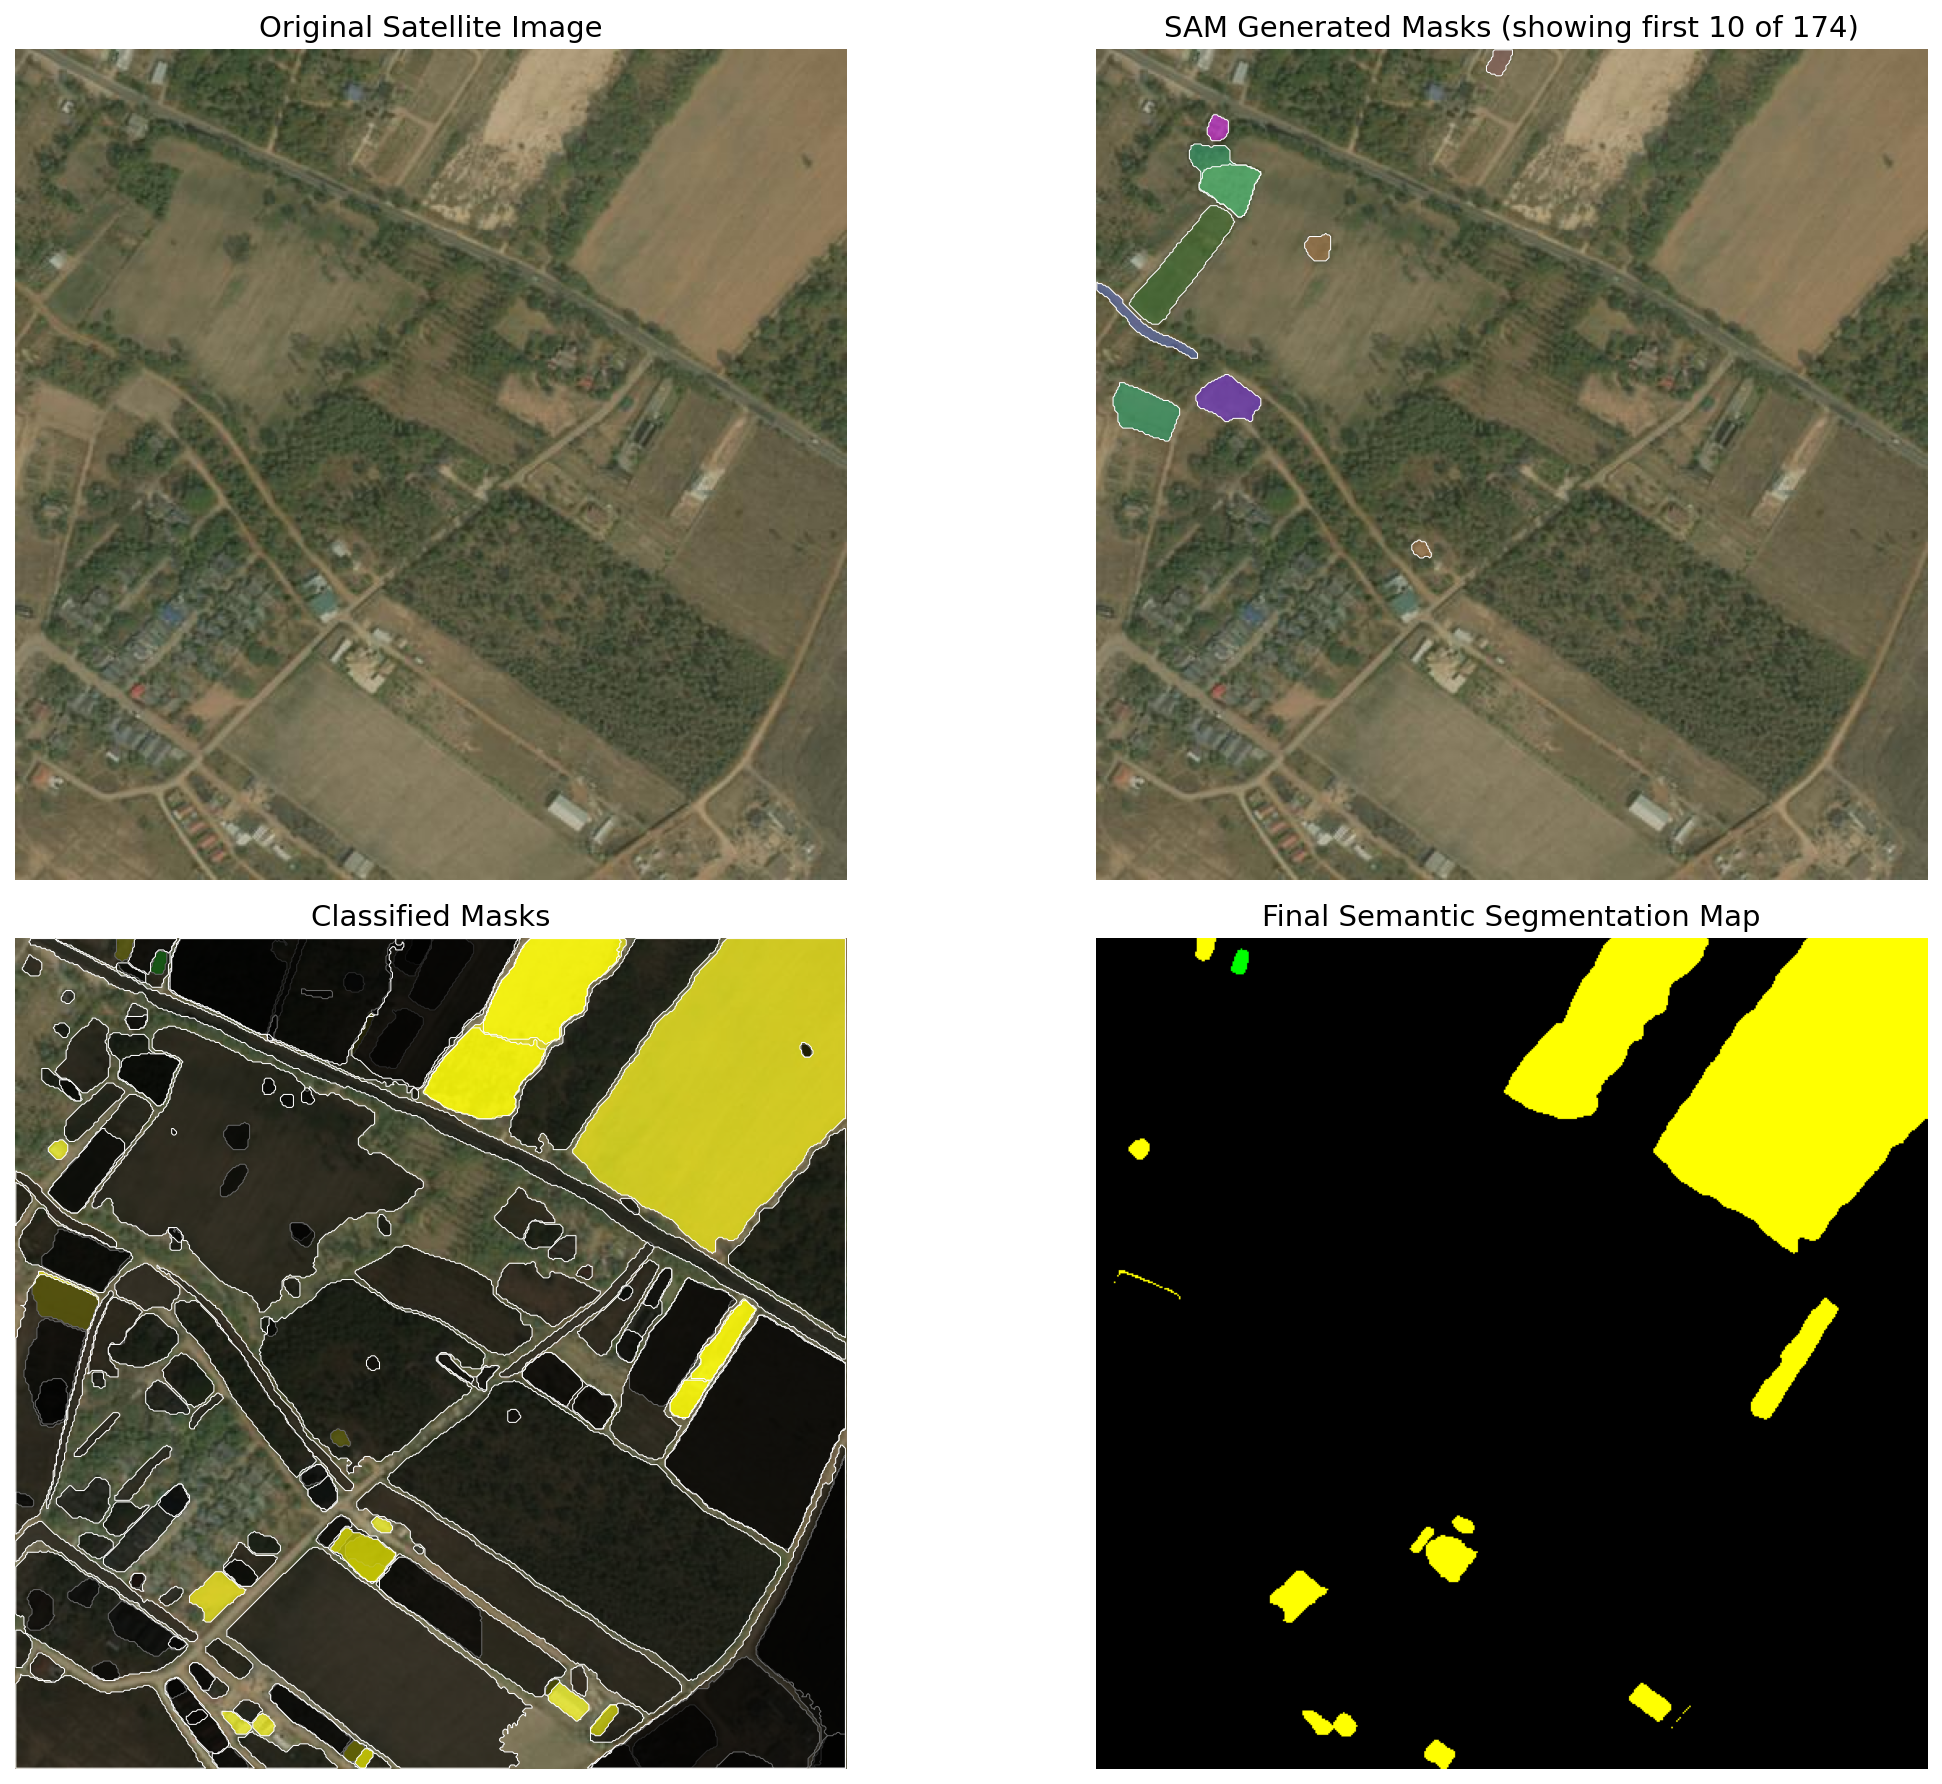 Original Satellite Image
SAM Generated Masks (showing first 10 of 174)
Classified Masks
Final Semantic Segmentation Map